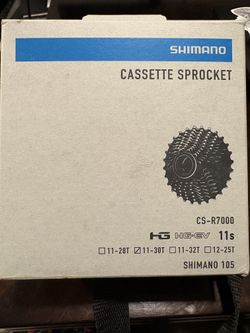 SHIMANO
CASSETTE SPROCKET
CS-R7000
HG HG-EV 11s
☐11-28T ☑11-30T ☐11-32T ☐12-25T
SHIMANO 105